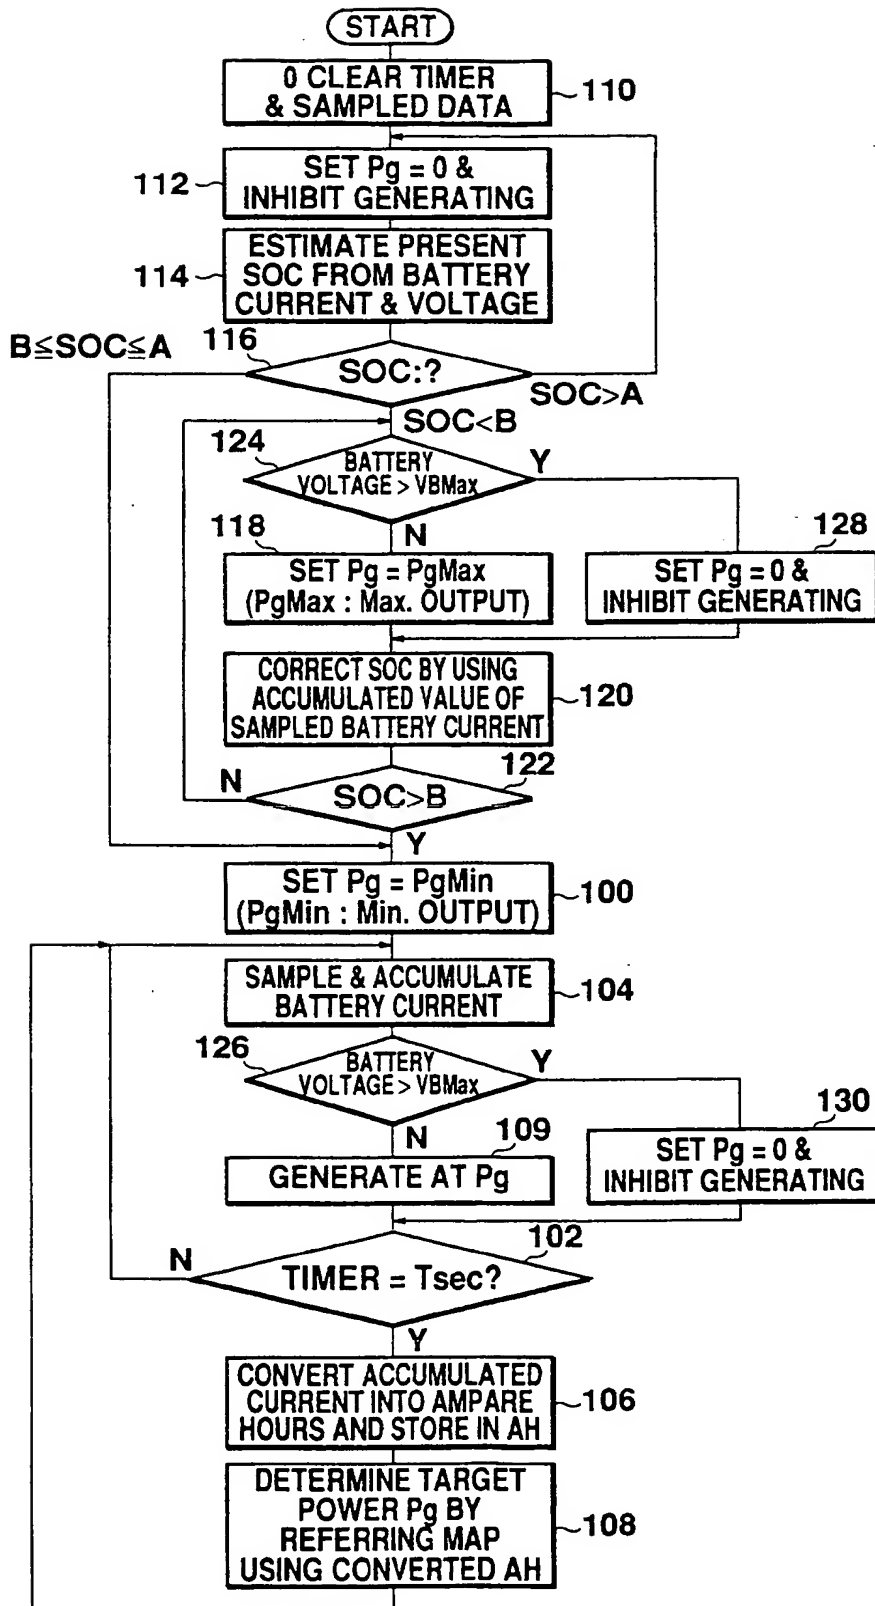 START
0 CLEAR TIMER
& SAMPLED DATA
110
SET Pg = 0 &
INHIBIT GENERATING
112
ESTIMATE PRESENT
SOC FROM BATTERY
CURRENT & VOLTAGE
114
B≦SOC≦A
116
SOC:?
SOC>A
SOC<B
124
BATTERY
VOLTAGE > VBMax
Y
N
118
SET Pg = PgMax
(PgMax : Max. OUTPUT)
128
SET Pg = 0 &
INHIBIT GENERATING
CORRECT SOC BY USING
ACCUMULATED VALUE OF
SAMPLED BATTERY CURRENT
120
122
N
SOC>B
Y
SET Pg = PgMin
(PgMin : Min. OUTPUT)
100
SAMPLE & ACCUMULATE
BATTERY CURRENT
104
126
BATTERY
VOLTAGE > VBMax
Y
N
109
GENERATE AT Pg
130
SET Pg = 0 &
INHIBIT GENERATING
102
N
TIMER = Tsec?
Y
CONVERT ACCUMULATED
CURRENT INTO AMPARE
HOURS AND STORE IN AH
106
DETERMINE TARGET
POWER Pg BY
REFERRING MAP
USING CONVERTED AH
108